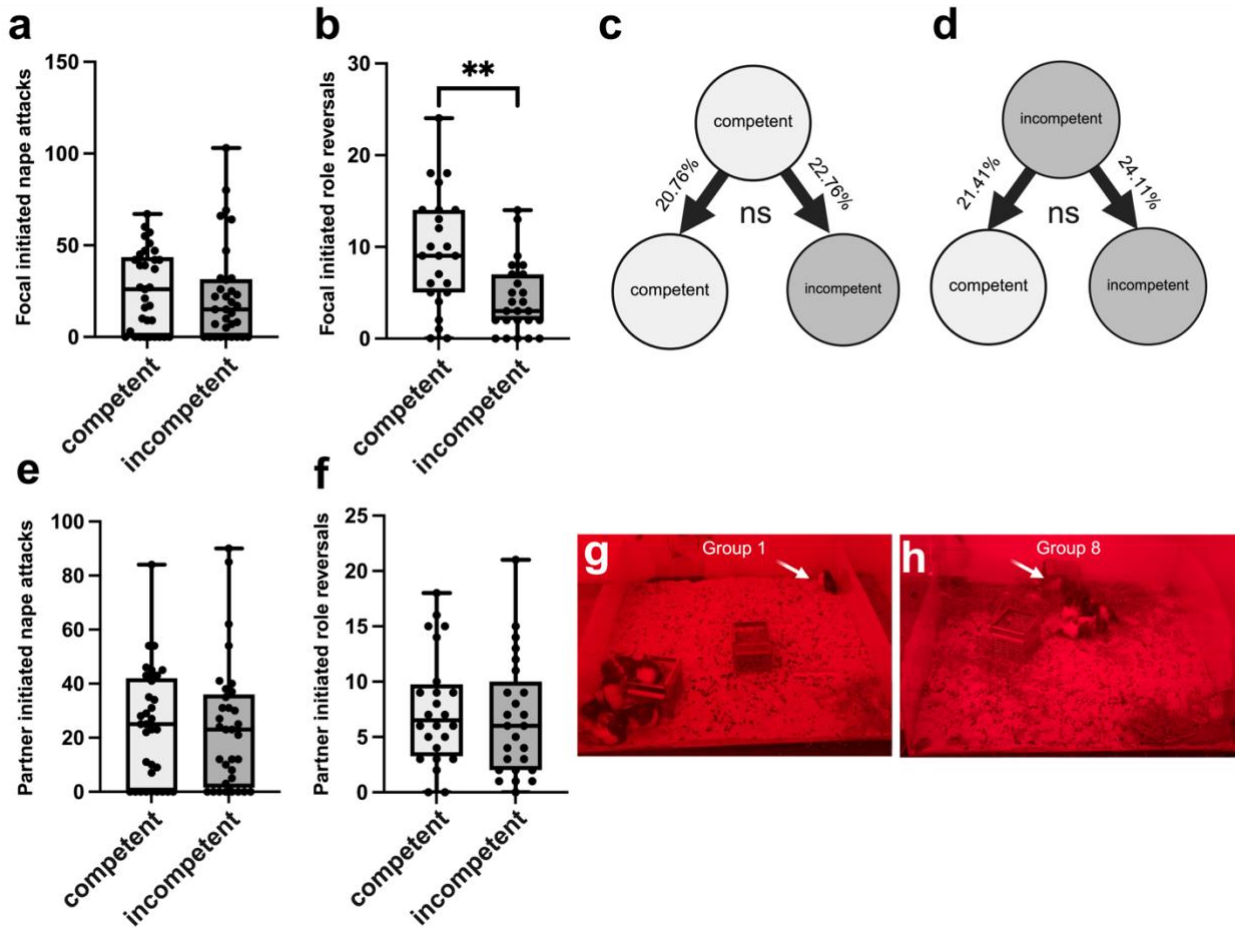 a
150
100
50
0
Focal initiated nape attacks
competent
incompetent
b
**
30
20
10
0
Focal initiated role reversals
competent
incompetent
c
competent
20.76%
22.76%
ns
competent
incompetent
d
incompetent
21.41%
24.11%
ns
competent
incompetent
e
100
80
60
40
20
0
Partner initiated nape attacks
competent
incompetent
f
25
20
15
10
5
0
Partner initiated role reversals
competent
incompetent
g
Group 1
h
Group 8